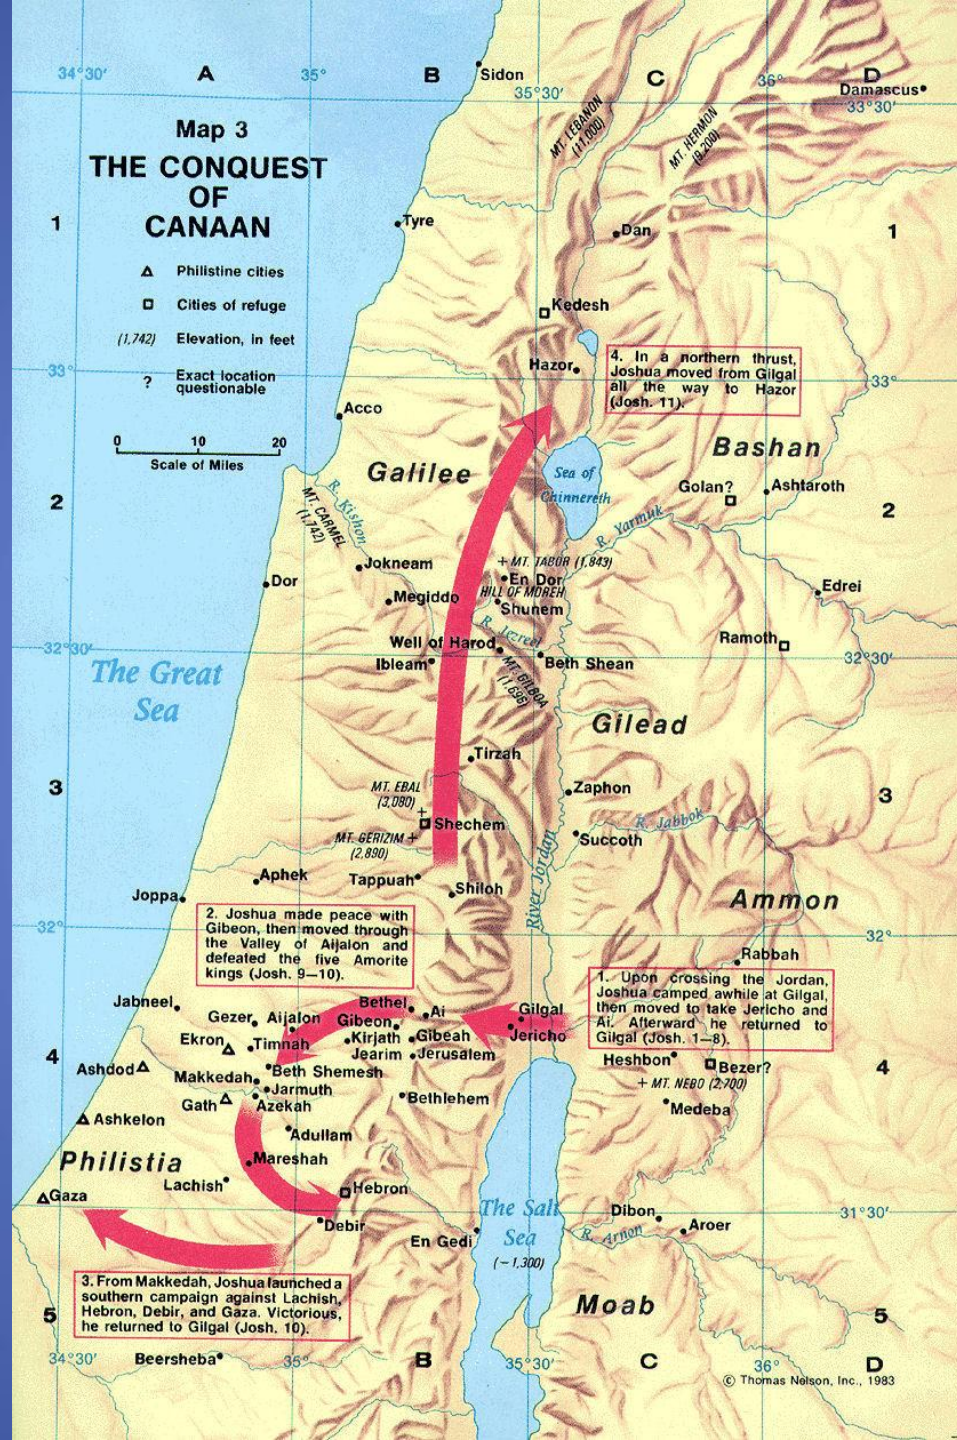 34°30′
A
35°
B
Sidon
35°30′
C
36°
D
Damascus
33°30′
Map 3
THE CONQUEST
OF
CANAAN
MT. LEBANON
(11,000)
MT. HERMON
(9,200)
1
Tyre
Dan
1
Philistine cities
Cities of refuge
(1,742) Elevation, in feet
? Exact location
questionable
Kedesh
33°
Hazor
4. In a northern thrust,
Joshua moved from Gilgal
all the way to Hazor
(Josh. 11).
33°
Acco
0 10 20
Scale of Miles
Galilee
Bashan
Sea of
Chinnereth
Golan?
Ashtaroth
2
R. Kishon
MT. CARMEL
(1,742)
R. Yarmuk
2
Jokneam
+ MT. TABOR (1,843)
Dor
En Dor
HILL OF MOREH
Edrei
Megiddo
Shunem
R. Jezreel
Well of Harod
Ramoth
32°30′
Ibleam
MT. GILBOA
(1,696)
Beth Shean
32°30′
The Great
Sea
Gilead
Tirzah
3
MT. EBAL
(3,080)
Zaphon
3
Shechem
R. Jabbok
MT. GERIZIM +
(2,890)
Succoth
River Jordan
Aphek
Tappuah
Shiloh
Joppa
Ammon
2. Joshua made peace with
Gibeon, then moved through
the Valley of Aijalon and
defeated the five Amorite
kings (Josh. 9—10).
32°
32°
Rabbah
1. Upon crossing the Jordan,
Joshua camped awhile at Gilgal,
then moved to take Jericho and
Ai. Afterward he returned to
Gilgal (Josh. 1—8).
Jabneel
Bethel
Ai
Gilgal
Gezer
Aijalon
Gibeon
Jericho
Ekron
Timnah
Kirjath
Jearim
Gibeah
Jerusalem
4
Heshbon
Bezer?
4
Ashdod
Makkedah
Beth Shemesh
+ MT. NEBO (2,700)
Jarmuth
Gath
Azekah
Bethlehem
Medeba
Ashkelon
Adullam
Philistia
Mareshah
Lachish
Hebron
Gaza
Debir
En Gedi
The Salt
Sea
(−1,300)
Dibon
31°30′
Aroer
R. Arnon
3. From Makkedah, Joshua launched a
southern campaign against Lachish,
Hebron, Debir, and Gaza. Victorious,
he returned to Gilgal (Josh. 10).
Moab
5
5
34°30′
Beersheba
35°
B
35°30′
C
36°
D
© Thomas Nelson, Inc., 1983